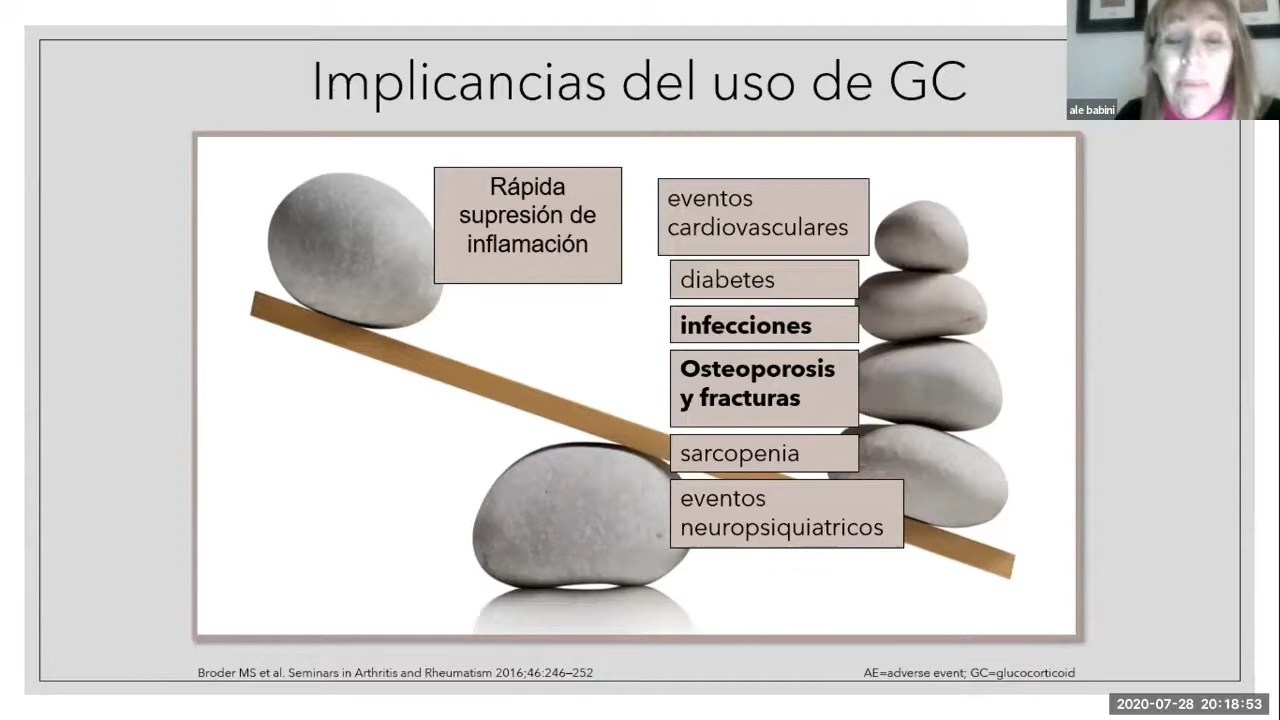 Implicancias del uso de GC
ale babini
Rápida
supresión de
inflamación
eventos
cardiovasculares
diabetes
infecciones
Osteoporosis
y fracturas
sarcopenia
eventos
neuropsiquiatricos
Broder MS et al. Seminars in Arthritis and Rheumatism 2016;46:246–252
AE=adverse event; GC=glucocorticoid
2020-07-28 20:18:53